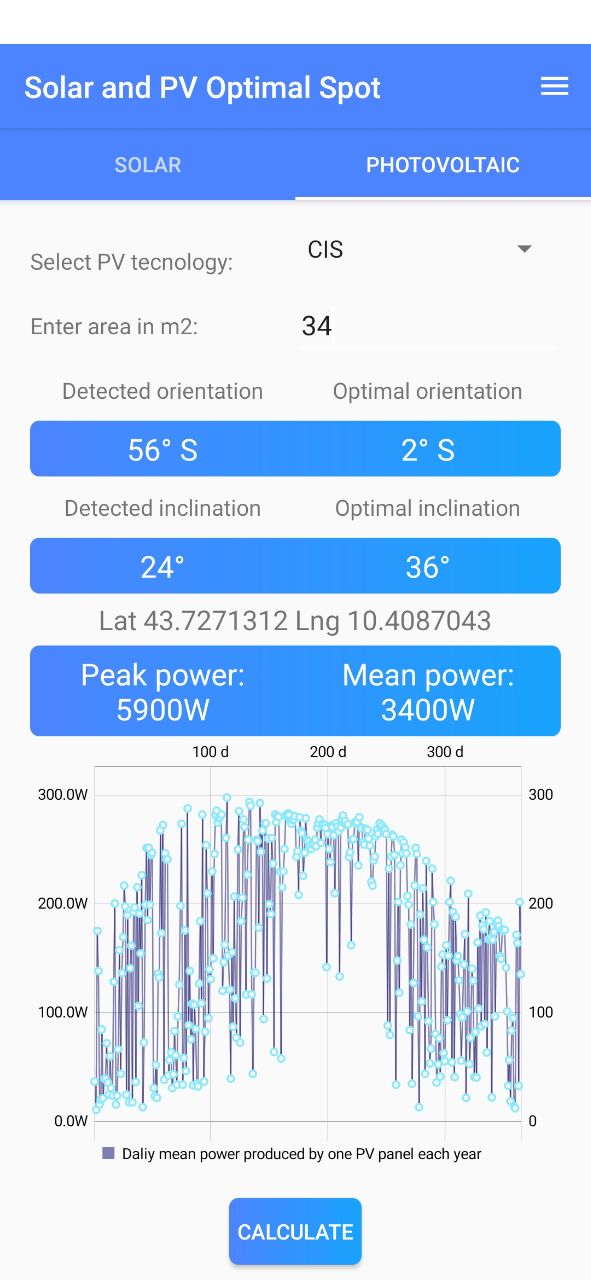 Solar and PV Optimal Spot
SOLAR PHOTOVOLTAIC
Select PV tecnology: CIS
Enter area in m2: 34
Detected orientation Optimal orientation
56° S 2° S
Detected inclination Optimal inclination
24° 36°
Lat 43.7271312 Lng 10.4087043
Peak power: Mean power:
5900W 3400W
100 d 200 d 300 d
300.0W 300
200.0W 200
100.0W 100
0.0W 0
Daliy mean power produced by one PV panel each year
CALCULATE